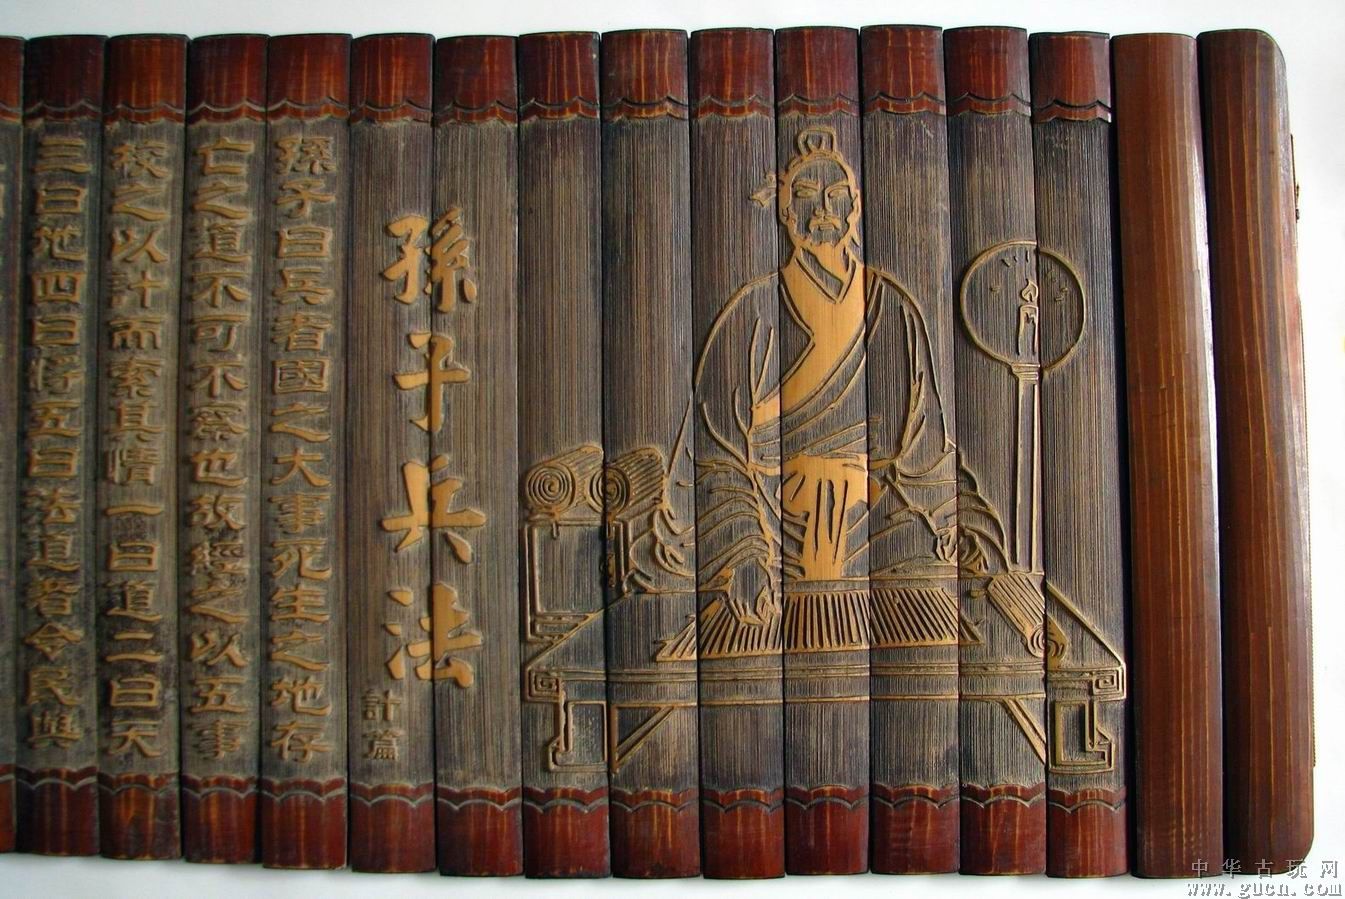 孫子兵法
計篇
孫子曰兵者國之大事死生之地存
亡之道不可不察也故經之以五事
校之以計而索其情一曰道二曰天
三曰地四曰将五曰法道者令民與
中华古玩网
www.gucn.com